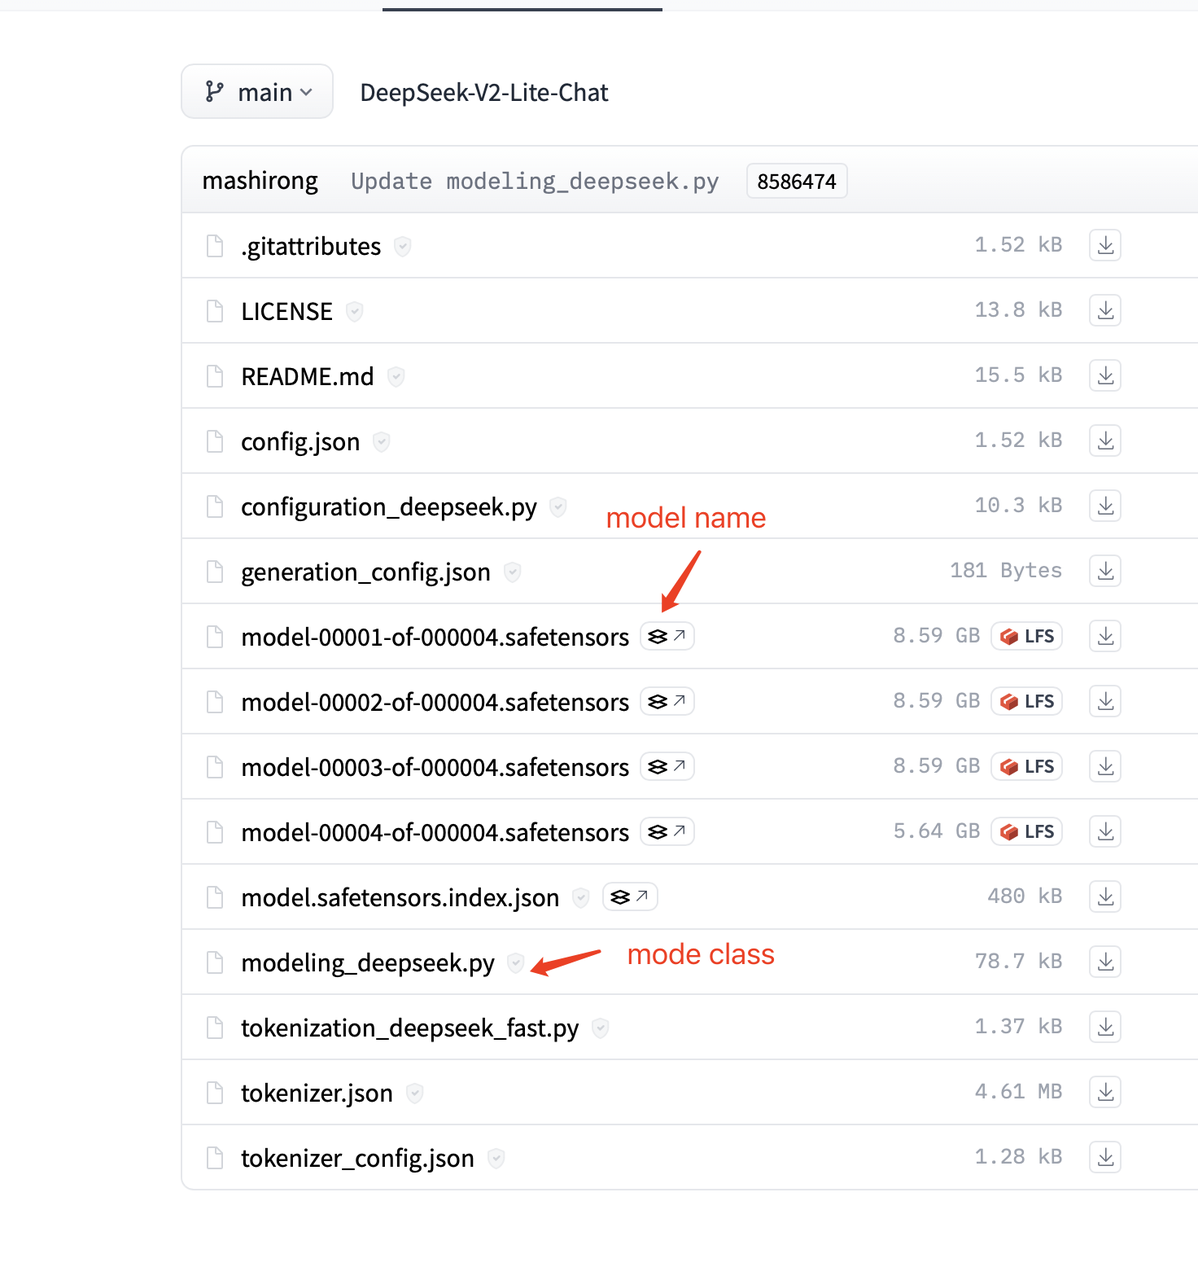 main DeepSeek-V2-Lite-Chat
mashirong Update modeling_deepseek.py 8586474
.gitattributes 1.52 kB
LICENSE 13.8 kB
README.md 15.5 kB
config.json 1.52 kB
configuration_deepseek.py 10.3 kB
model name
generation_config.json 181 Bytes
model-00001-of-000004.safetensors 8.59 GB LFS
model-00002-of-000004.safetensors 8.59 GB LFS
model-00003-of-000004.safetensors 8.59 GB LFS
model-00004-of-000004.safetensors 5.64 GB LFS
model.safetensors.index.json 480 kB
modeling_deepseek.py mode class 78.7 kB
tokenization_deepseek_fast.py 1.37 kB
tokenizer.json 4.61 MB
tokenizer_config.json 1.28 kB